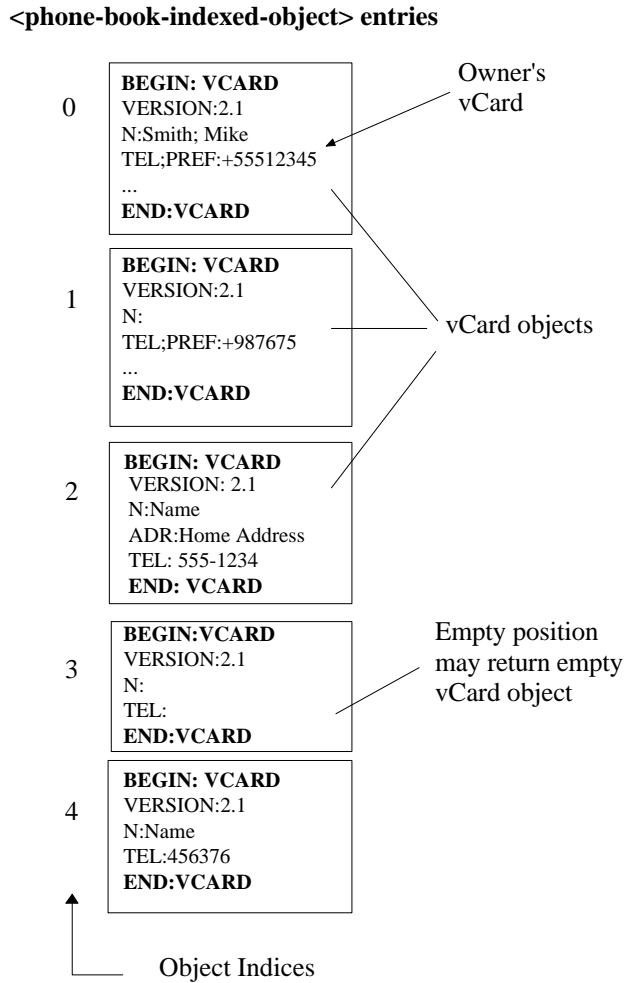 <phone-book-indexed-object> entries
Owner's
vCard
0
BEGIN: VCARD
VERSION:2.1
N:Smith; Mike
TEL;PREF:+55512345
...
END:VCARD
1
BEGIN: VCARD
VERSION:2.1
N:
TEL;PREF:+987675
...
END:VCARD
vCard objects
2
BEGIN: VCARD
VERSION: 2.1
N:Name
ADR:Home Address
TEL: 555-1234
END: VCARD
3
BEGIN:VCARD
VERSION:2.1
N:
TEL:
END:VCARD
Empty position
may return empty
vCard object
4
BEGIN: VCARD
VERSION:2.1
N:Name
TEL:456376
END:VCARD
Object Indices